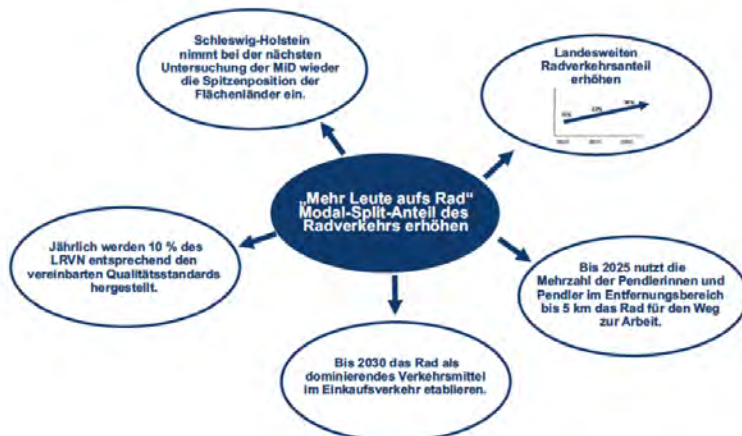 Schleswig-Holstein
nimmt bei der nächsten
Untersuchung der MiD wieder
die Spitzenposition der
Flächenländer ein.
Landesweiten
Radverkehrsanteil
erhöhen
„Mehr Leute aufs Rad“
Modal-Split-Anteil des
Radverkehrs erhöhen
Jährlich werden 10 % des
LRVN entsprechend den
vereinbarten Qualitätsstandards
hergestellt.
Bis 2025 nutzt die
Mehrzahl der Pendlerinnen und
Pendler im Entfernungsbereich
bis 5 km das Rad für den Weg
zur Arbeit.
Bis 2030 das Rad als
dominierendes Verkehrsmittel
im Einkaufsverkehr etablieren.